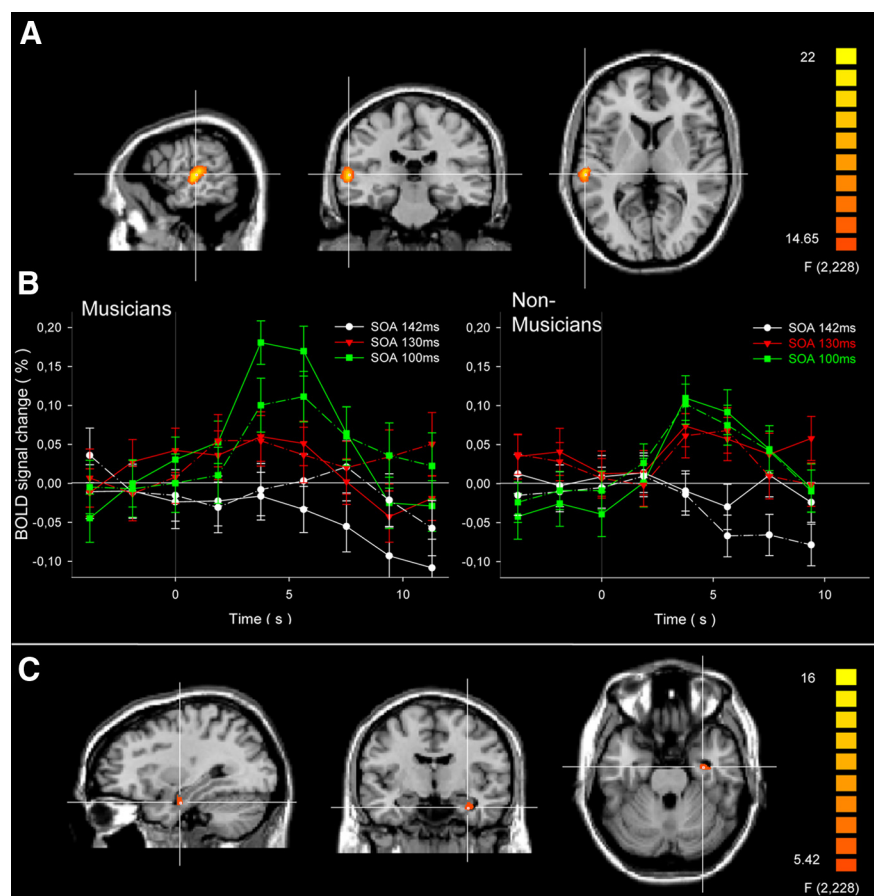 A
22
14.65
F (2,228)
B
Musicians
SOA 142ms
SOA 130ms
SOA 100ms
BOLD signal change ( % )
0,20
0,15
0,10
0,05
0,00
-0,05
-0,10
0
5
10
Time ( s )
Non-
Musicians
SOA 142ms
SOA 130ms
SOA 100ms
0,20
0,15
0,10
0,05
0,00
-0,05
-0,10
0
5
10
Time ( s )
C
16
5.42
F (2,228)